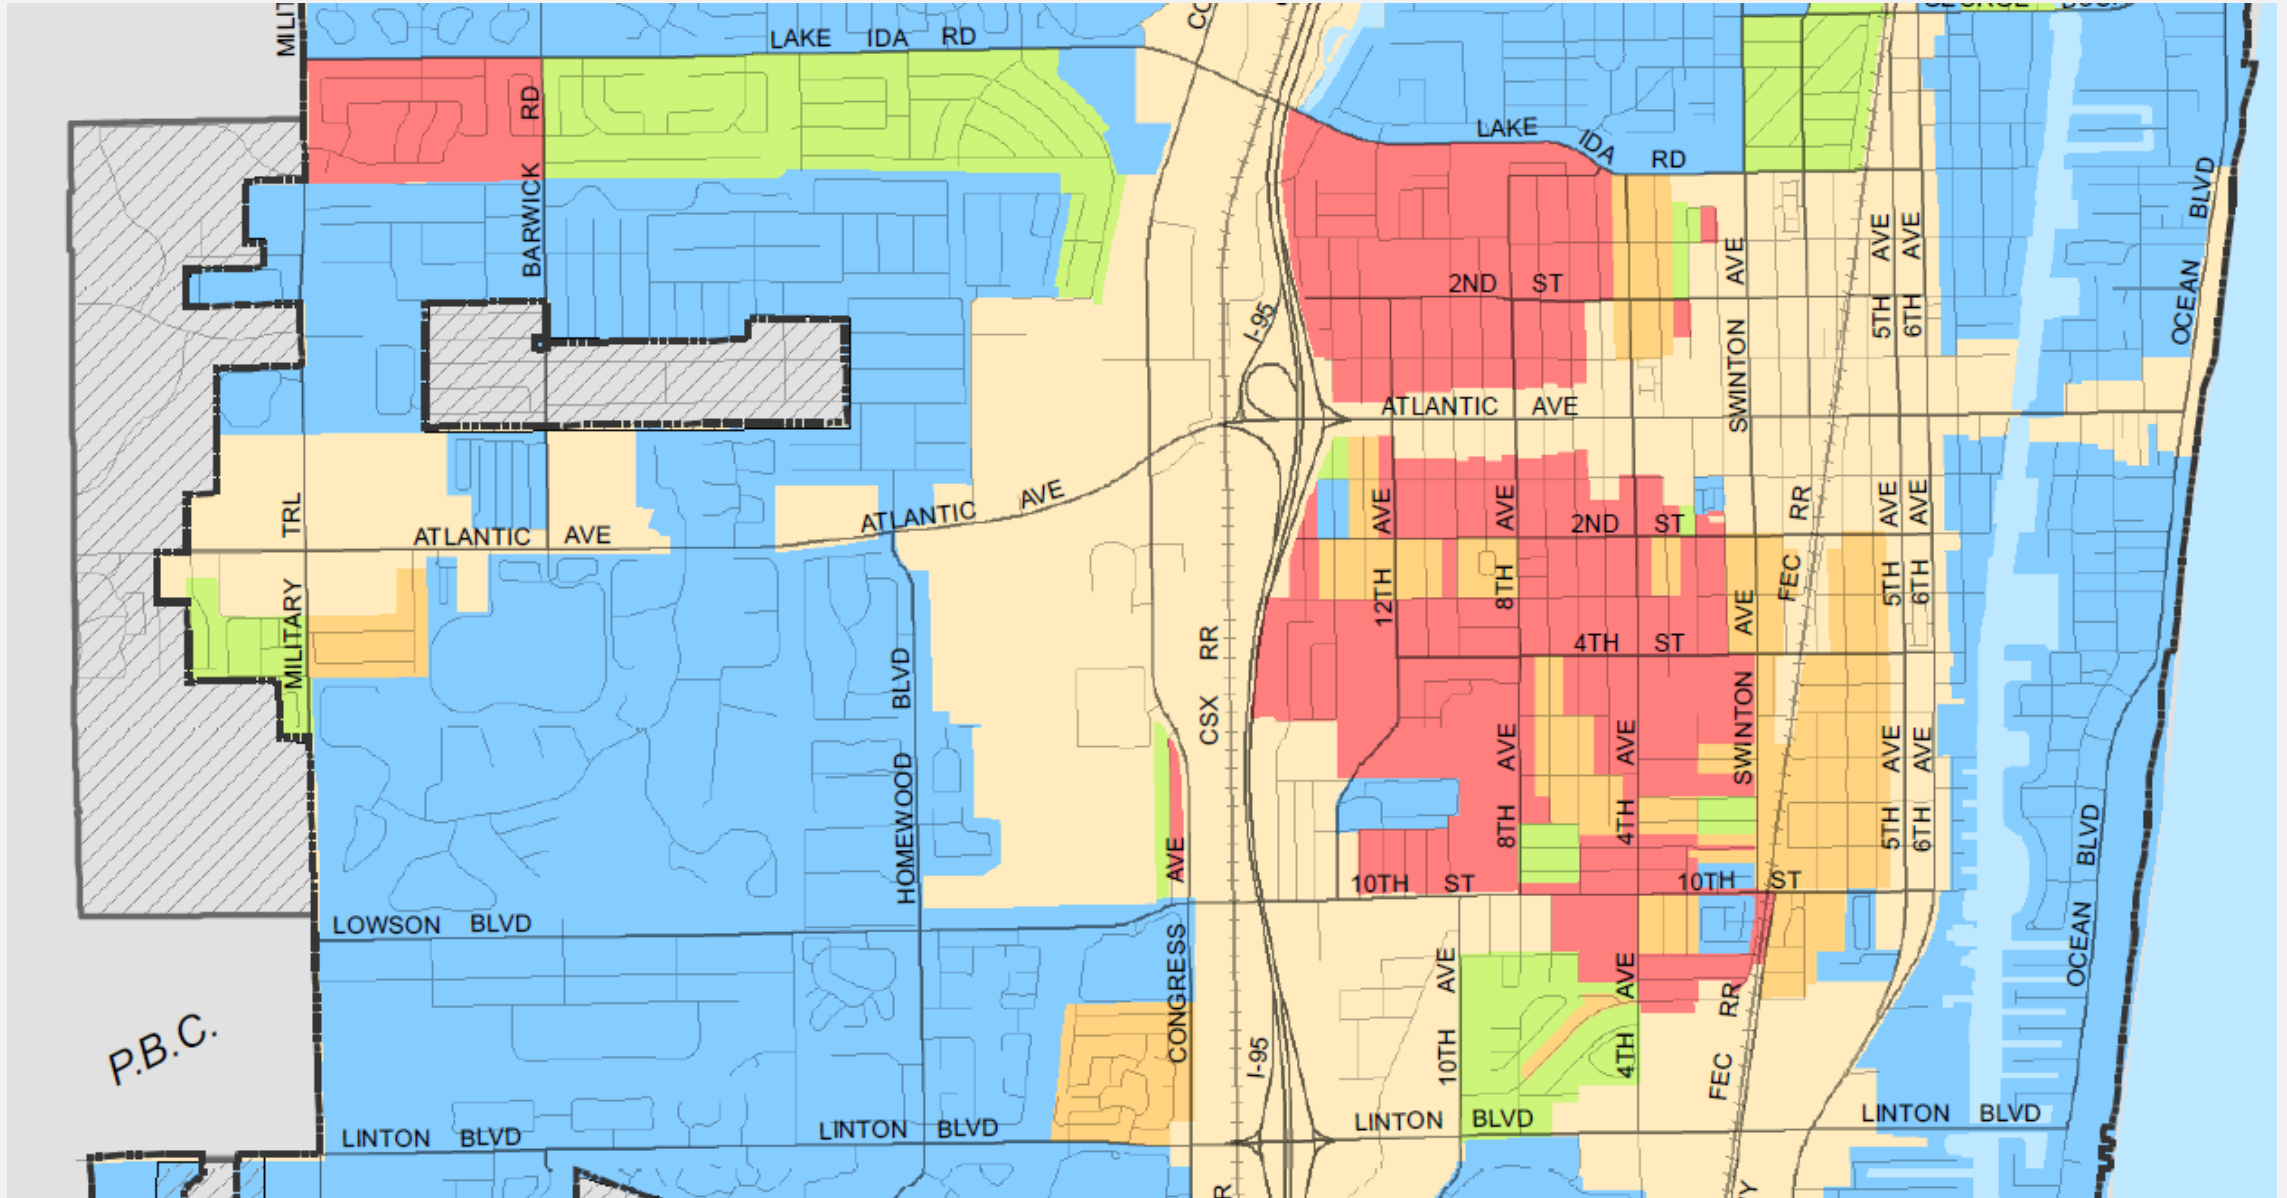 LAKE IDA RD
LAKE IDA RD
BARWICK RD
2ND ST
I-95
SWINTON AVE
5TH AVE
6TH AVE
OCEAN BLVD
ATLANTIC AVE
ATLANTIC AVE
ATLANTIC AVE
MILITARY TRL
12TH AVE
8TH AVE
2ND ST
FEC RR
5TH AVE
6TH AVE
4TH ST
SWINTON AVE
HOMEWOOD BLVD
CSX RR
8TH AVE
4TH AVE
5TH AVE
6TH AVE
OCEAN BLVD
10TH ST
10TH ST
LOWSON BLVD
CONGRESS AVE
P.B.C.
I-95
10TH AVE
4TH AVE
FEC RR
LINTON BLVD
LINTON BLVD
LINTON BLVD
LINTON BLVD